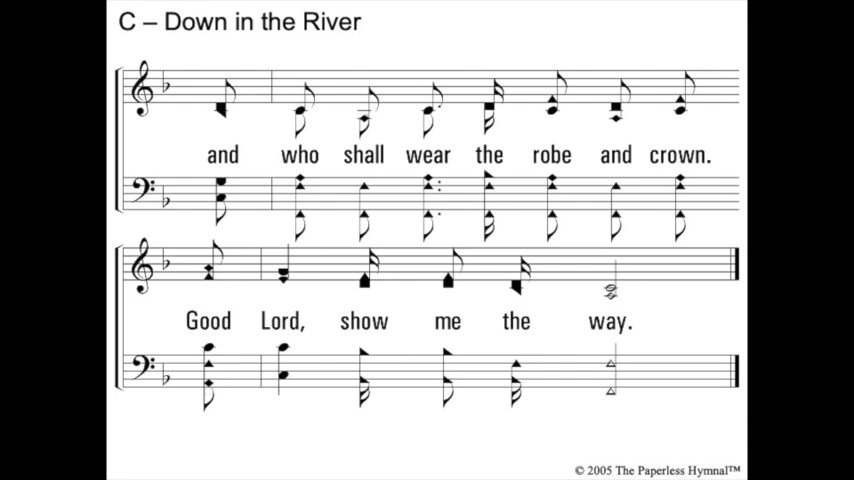 C – Down in the River
and who shall wear the robe and crown.
Good Lord, show me the way.
© 2005 The Paperless Hymnal™